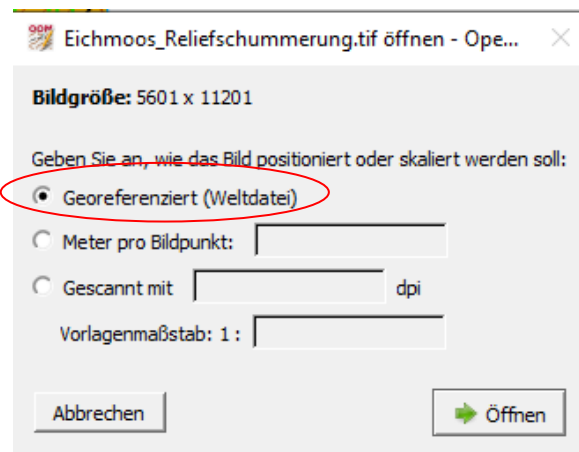 OOM
Eichmoos_Reliefschummerung.tif öffnen - Ope...
Bildgröße: 5601 x 11201
Geben Sie an, wie das Bild positioniert oder skaliert werden soll:
Georeferenziert (Weltdatei)
Meter pro Bildpunkt:
Gescannt mit dpi
Vorlagenmaßstab: 1 :
Abbrechen Öffnen